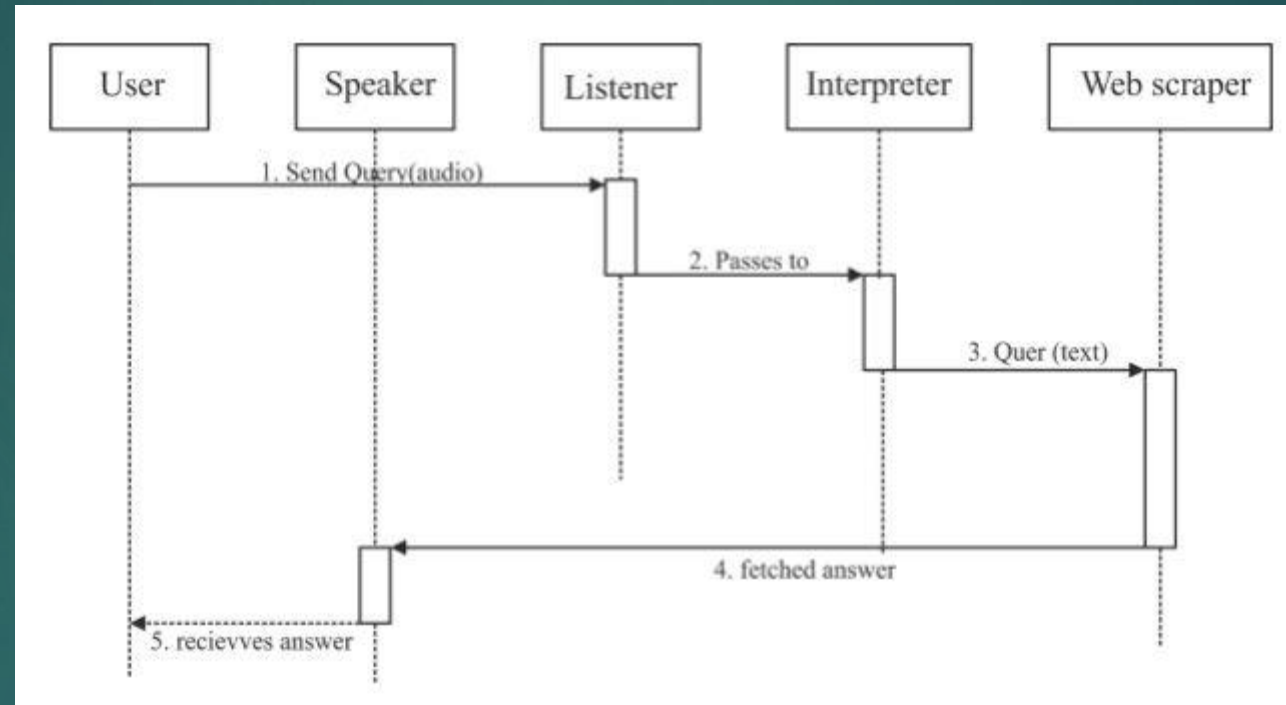 User
Speaker
Listener
Interpreter
Web scraper
1. Send Query(audio)
2. Passes to
3. Quer (text)
4. fetched answer
5. recievves answer